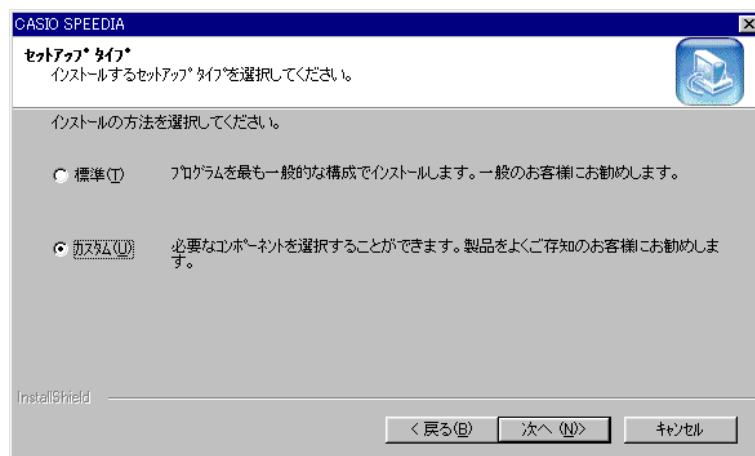 CASIO SPEEDIA
セットアップ タイプ
インストールするセットアップ タイプを選択してください。
インストールの方法を選択してください。
標準(T) プログラムを最も一般的な構成でインストールします。一般のお客様にお勧めします。
カスタム(U) 必要なコンポーネントを選択することができます。製品をよくご存知のお客様にお勧めしま
す。
InstallShield
< 戻る(B) 次へ (N)> キャンセル